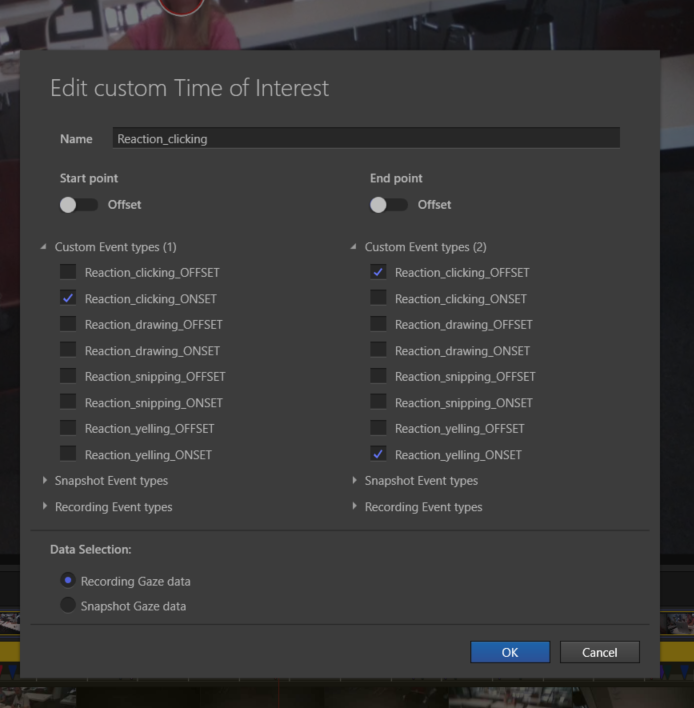 Edit custom Time of Interest
Name Reaction_clicking
Start point End point
Offset Offset
Custom Event types (1) Custom Event types (2)
Reaction_clicking_OFFSET Reaction_clicking_OFFSET
Reaction_clicking_ONSET Reaction_clicking_ONSET
Reaction_drawing_OFFSET Reaction_drawing_OFFSET
Reaction_drawing_ONSET Reaction_drawing_ONSET
Reaction_snipping_OFFSET Reaction_snipping_OFFSET
Reaction_snipping_ONSET Reaction_snipping_ONSET
Reaction_yelling_OFFSET Reaction_yelling_OFFSET
Reaction_yelling_ONSET Reaction_yelling_ONSET
Snapshot Event types Snapshot Event types
Recording Event types Recording Event types
Data Selection:
Recording Gaze data
Snapshot Gaze data
OK Cancel